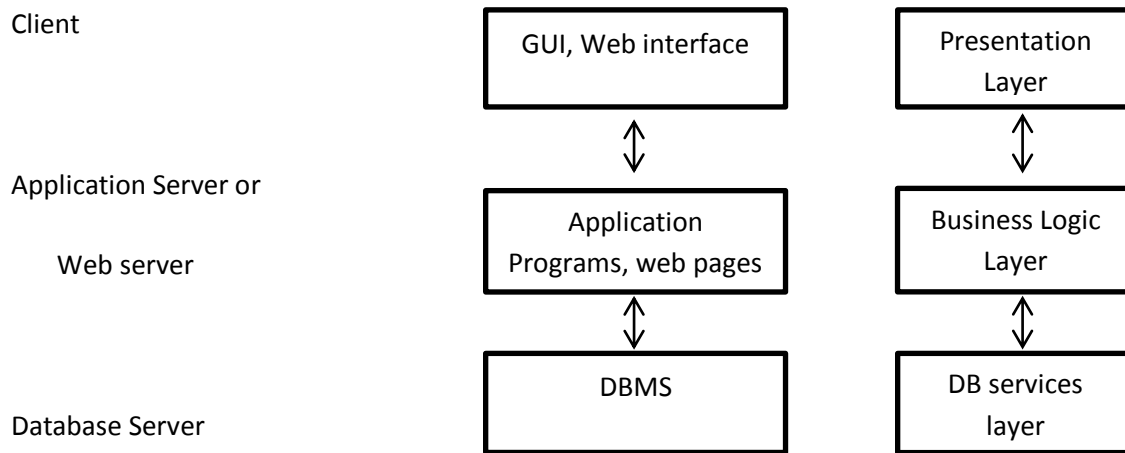 Client
GUI, Web interface
Presentation
Layer
Application Server or
Web server
Application
Programs, web pages
Business Logic
Layer
Database Server
DBMS
DB services
layer